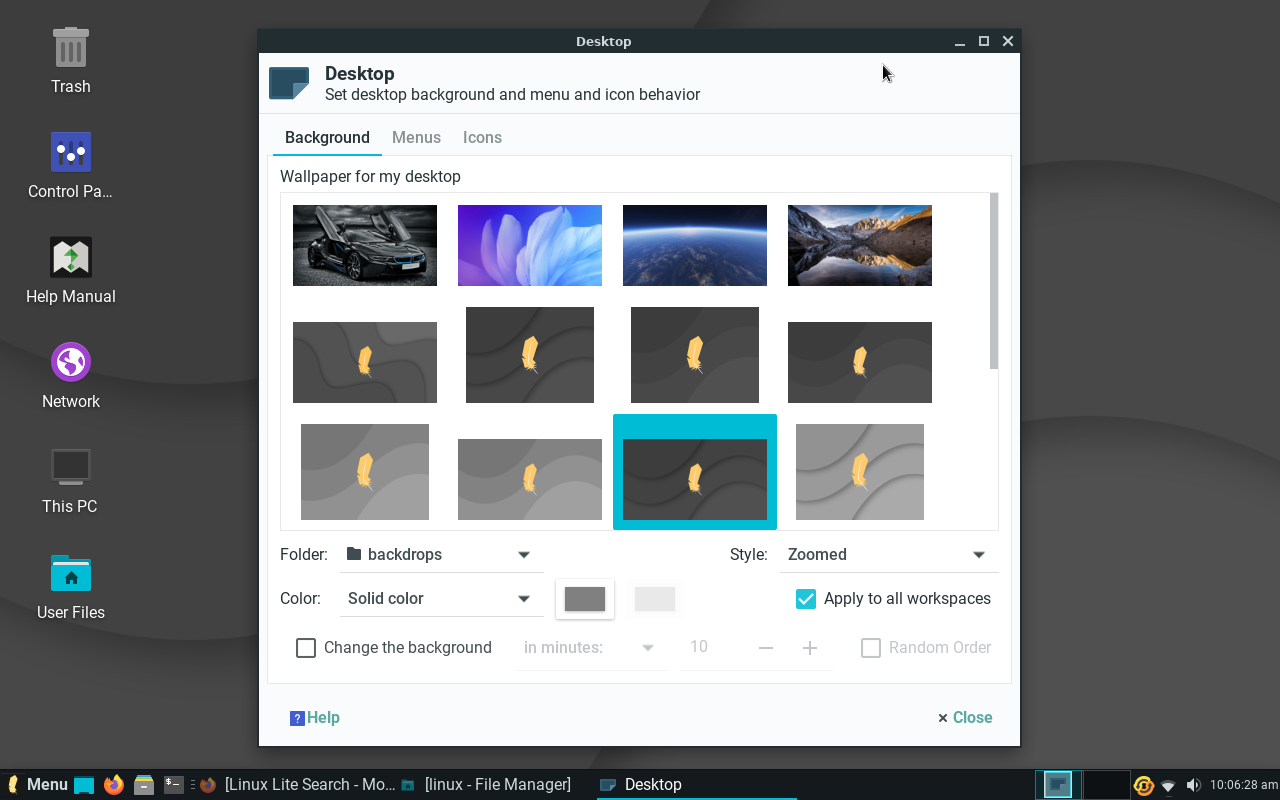 Desktop
Trash
Control Pa...
Help Manual
Network
This PC
User Files
Desktop
Set desktop background and menu and icon behavior
Background Menus Icons
Wallpaper for my desktop
Folder: backdrops Style: Zoomed
Color: Solid color Apply to all workspaces
Change the background in minutes: 10 Random Order
? Help × Close
Menu [Linux Lite Search - Mo... [linux - File Manager] Desktop 10:06:28 am